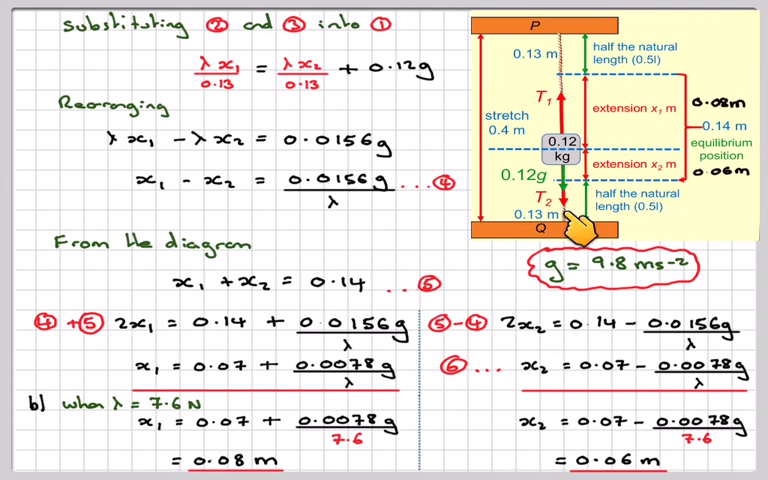 substituting ② and ③ into ①
λx₁/0.13 = λx₂/0.13 + 0.12g
Rearranging
λx₁ − λx₂ = 0.0156g
x₁ − x₂ = 0.0156g/λ ...④
From the diagram
x₁ + x₂ = 0.14 ..⑤
④+⑤ 2x₁ = 0.14 + 0.0156g/λ
x₁ = 0.07 + 0.0078g/λ
b) when λ = 7.6 N
x₁ = 0.07 + 0.0078g/7.6
= 0.08 m
P
0.13 m
half the natural
length (0.5l)
T₁
stretch
0.4 m
extension x₁ m
0.08m
0.14 m
0.12
kg
equilibrium
position
0.12g
extension x₂ m
0.06m
T₂
half the natural
length (0.5l)
0.13 m
Q
g = 9.8 ms-2
⑤-④ 2x₂ = 0.14 − 0.0156g/λ
⑥ ... x₂ = 0.07 − 0.0078g/λ
x₂ = 0.07 − 0.0078g/7.6
= 0.06 m